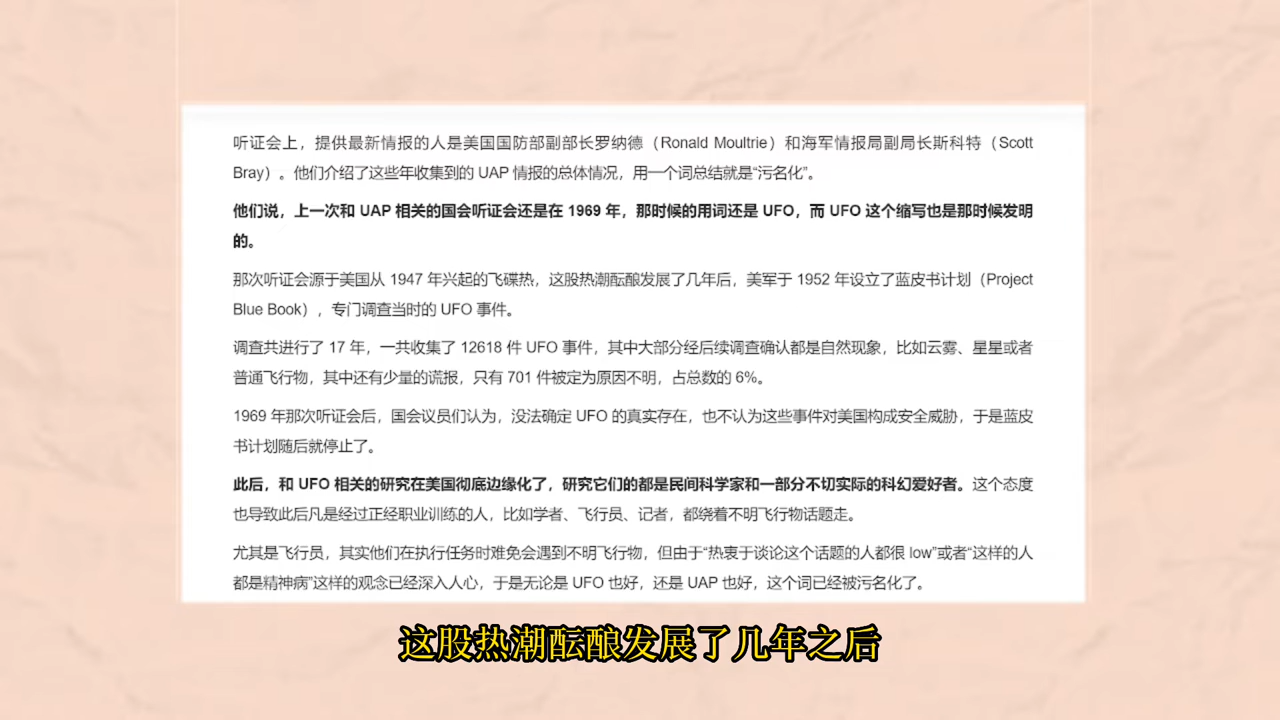 听证会上，提供最新情报的人是美国国防部副部长罗纳德（Ronald Moultrie）和海军情报局副局长斯科特（Scott
Bray）。他们介绍了这些年收集到的 UAP 情报的总体情况，用一个词总结就是“污名化”。
他们说，上一次和 UAP 相关的国会听证会还是在 1969 年，那时候的用词还是 UFO，而 UFO 这个缩写也是那时候发明
的。
那次听证会源于美国从 1947 年兴起的飞碟热，这股热潮酝酿发展了几年后，美军于 1952 年设立了蓝皮书计划（Project
Blue Book），专门调查当时的 UFO 事件。
调查共进行了 17 年，一共收集了 12618 件 UFO 事件，其中大部分经后续调查确认都是自然现象，比如云雾、星星或者
普通飞行物，其中还有少量的谎报，只有 701 件被定为原因不明，占总数的 6%。
1969 年那次听证会后，国会议员们认为，没法确定 UFO 的真实存在，也不认为这些事件对美国构成安全威胁，于是蓝皮
书计划随后就停止了。
此后，和 UFO 相关的研究在美国彻底边缘化了，研究它们的都是民间科学家和一部分不切实际的科幻爱好者。这个态度
也导致此后凡是经过正经职业训练的人，比如学者、飞行员、记者，都绕着不明飞行物话题走。
尤其是飞行员，其实他们在执行任务时难免会遇到不明飞行物，但由于“热衷于谈论这个话题的人都很 low”或者“这样的人
都是精神病”这样的观念已经深入人心，于是无论是 UFO 也好，还是 UAP 也好，这个词已经被污名化了。
这股热潮酝酿发展了几年之后